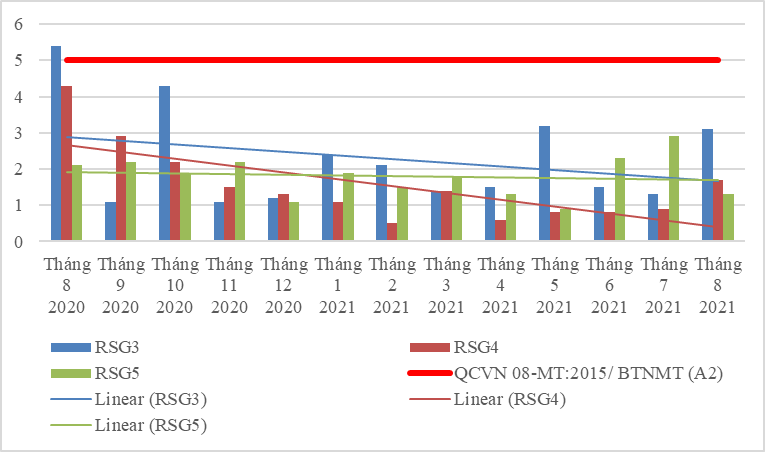 6
5
4
3
2
1
0
Tháng Tháng Tháng Tháng Tháng Tháng Tháng Tháng Tháng Tháng Tháng Tháng Tháng
8 9 10 11 12 1 2 3 4 5 6 7 8
2020 2020 2020 2020 2020 2021 2021 2021 2021 2021 2021 2021 2021
RSG3 RSG4
RSG5 QCVN 08-MT:2015/ BTNMT (A2)
Linear (RSG3) Linear (RSG4)
Linear (RSG5)